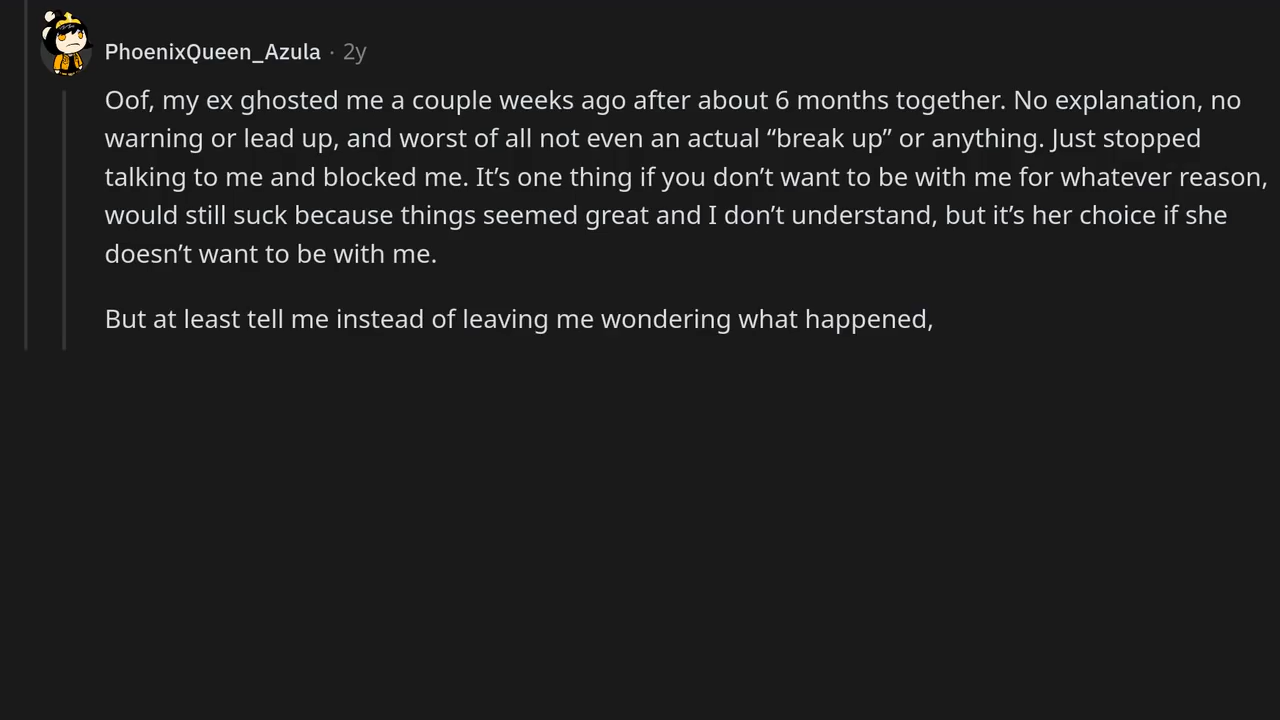 PhoenixQueen_Azula · 2y
Oof, my ex ghosted me a couple weeks ago after about 6 months together. No explanation, no
warning or lead up, and worst of all not even an actual “break up” or anything. Just stopped
talking to me and blocked me. It’s one thing if you don’t want to be with me for whatever reason,
would still suck because things seemed great and I don’t understand, but it’s her choice if she
doesn’t want to be with me.
But at least tell me instead of leaving me wondering what happened,